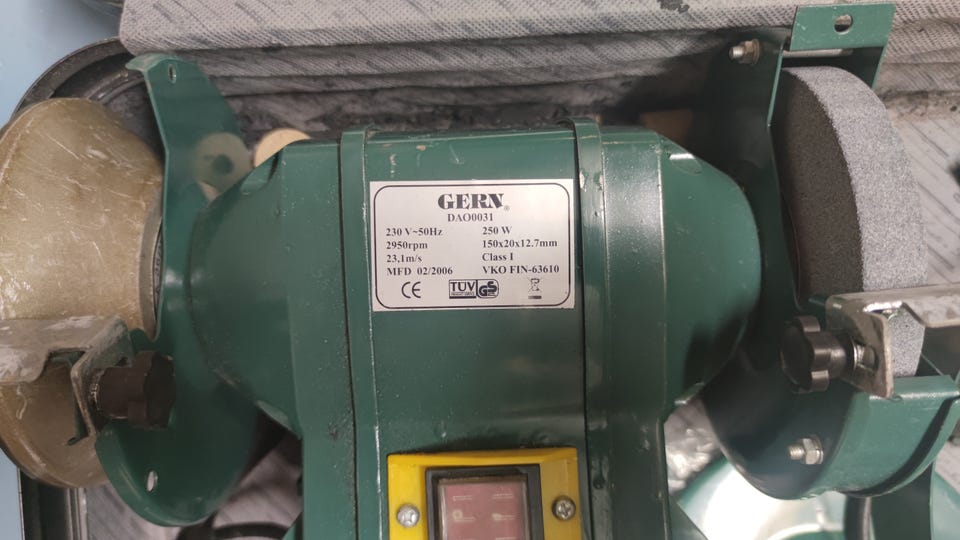 GERN®
DAO0031
230 V~50Hz 250 W
2950rpm 150x20x12.7mm
23,1m/s Class I
MFD 02/2006 VKO FIN-63610
CE TUV GS